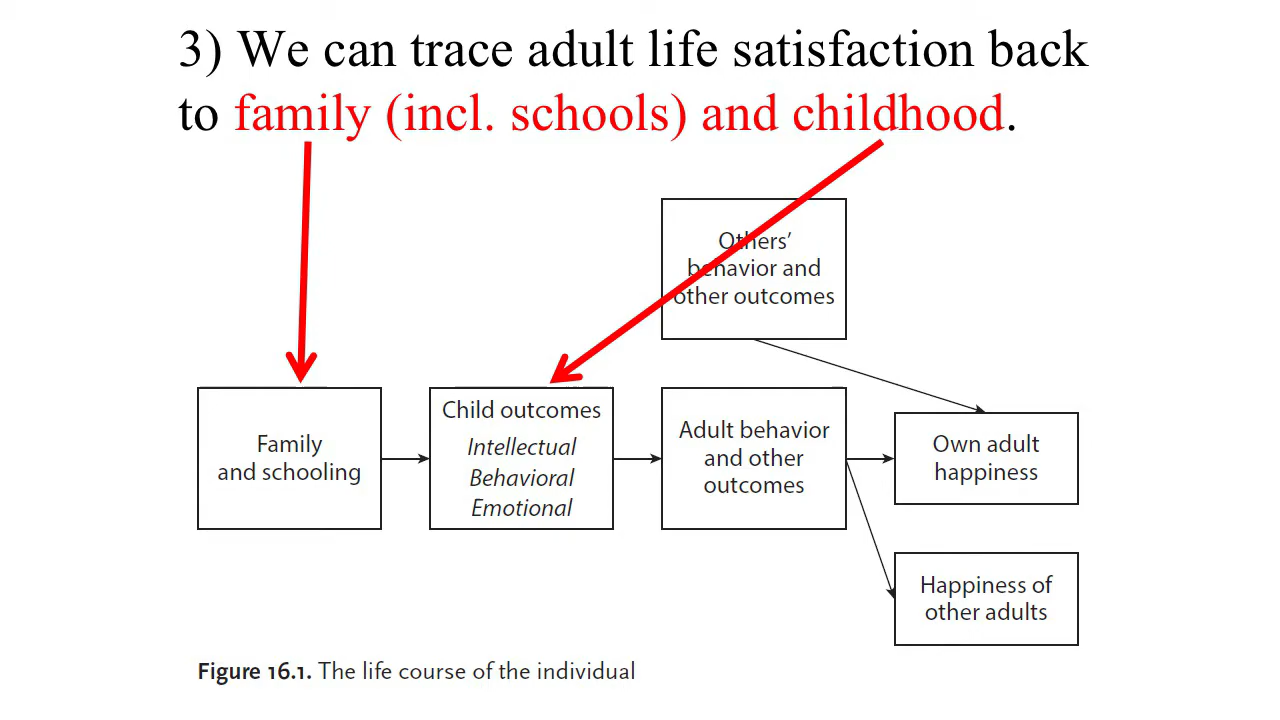 3) We can trace adult life satisfaction back
to family (incl. schools) and childhood.
Others’
behavior and
other outcomes
Family
and schooling
Child outcomes
Intellectual
Behavioral
Emotional
Adult behavior
and other
outcomes
Own adult
happiness
Happiness of
other adults
Figure 16.1. The life course of the individual